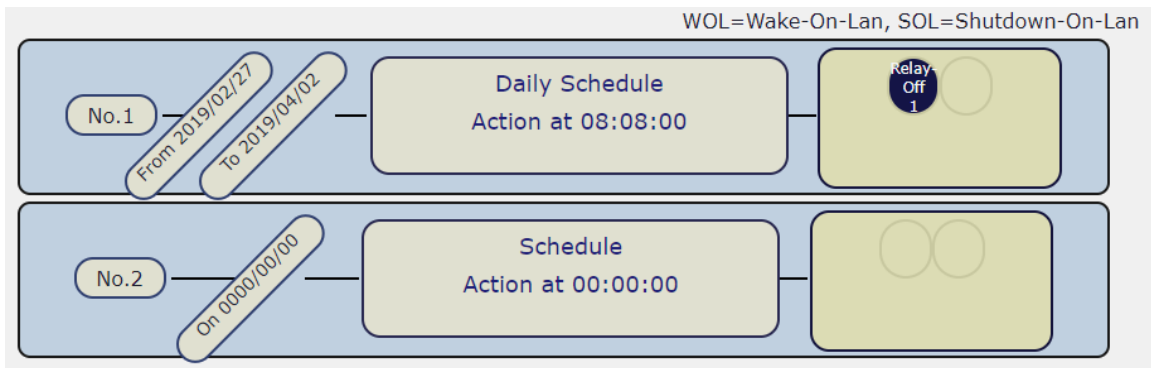 WOL=Wake-On-Lan, SOL=Shutdown-On-Lan
No.1
From 2019/02/27
To 2019/04/02
Daily Schedule
Action at 08:08:00
Relay-
Off
1
No.2
On 0000/00/00
Schedule
Action at 00:00:00